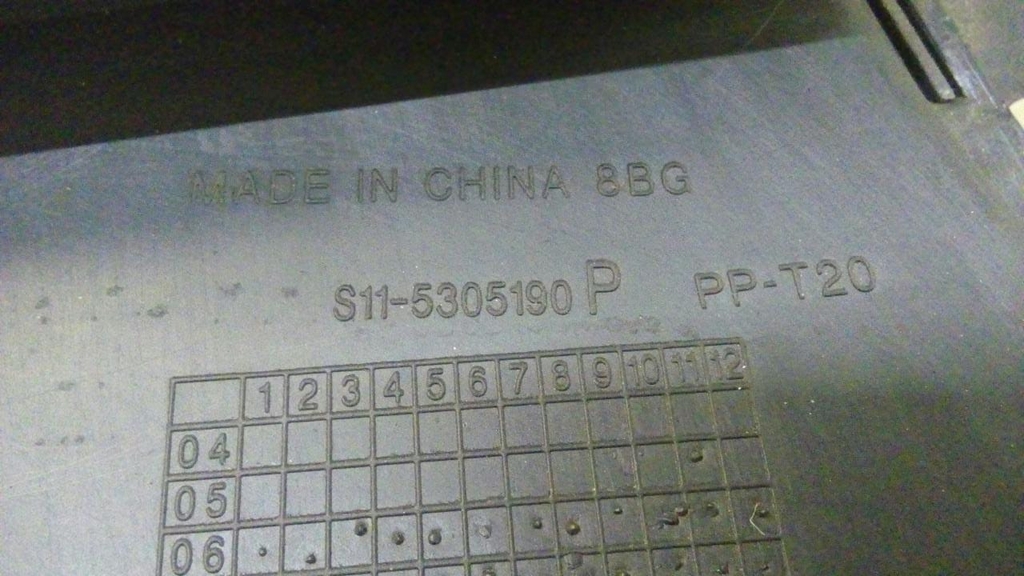 MADE IN CHINA 8BG
S11-5305190 P PP-T20
1 2 3 4 5 6 7 8 9 10 11 12
04
05
06